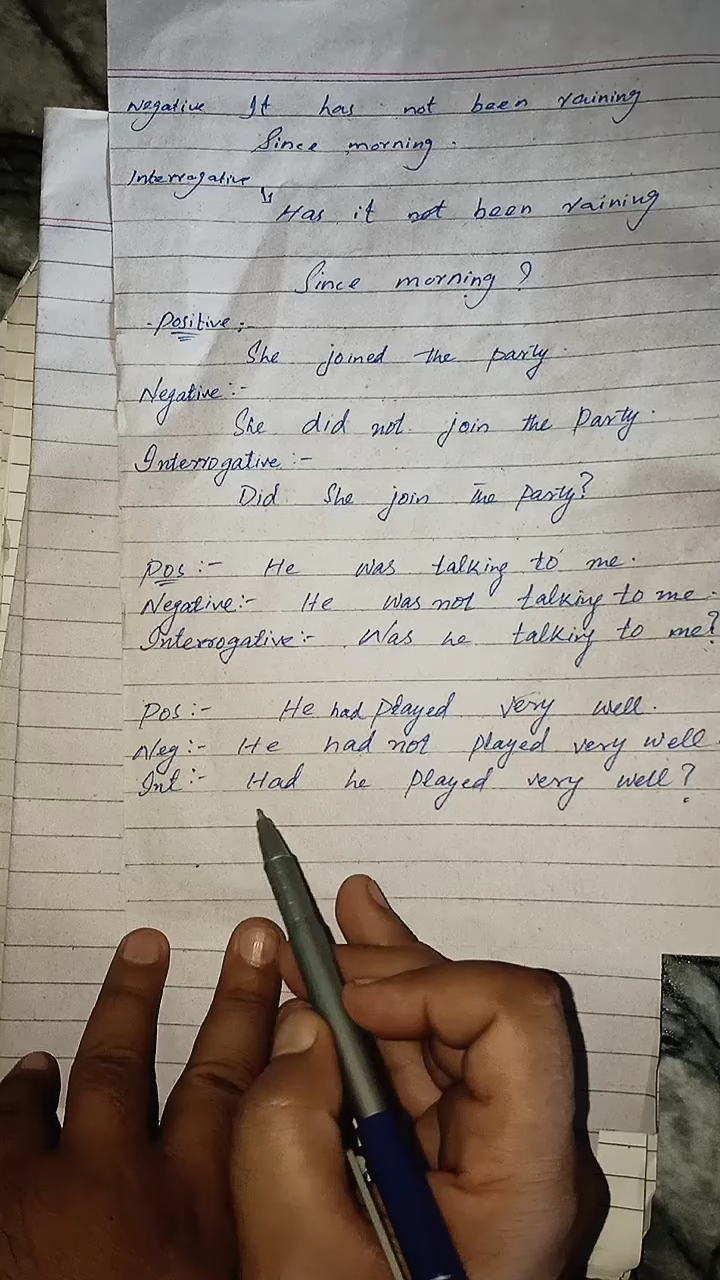 Negative It has not been raining
Since morning.
Interrogative
Has it not been raining
Since morning?
Positive:-
She joined the party.
Negative:-
She did not join the party.
Interrogative:-
Did She join the party?
Pos:- He was talking to me.
Negative:- He was not talking to me.
Interrogative:- Was he talking to me?
Pos:- He had played very well.
Neg:- He had not played very well.
Int:- Had he played very well?